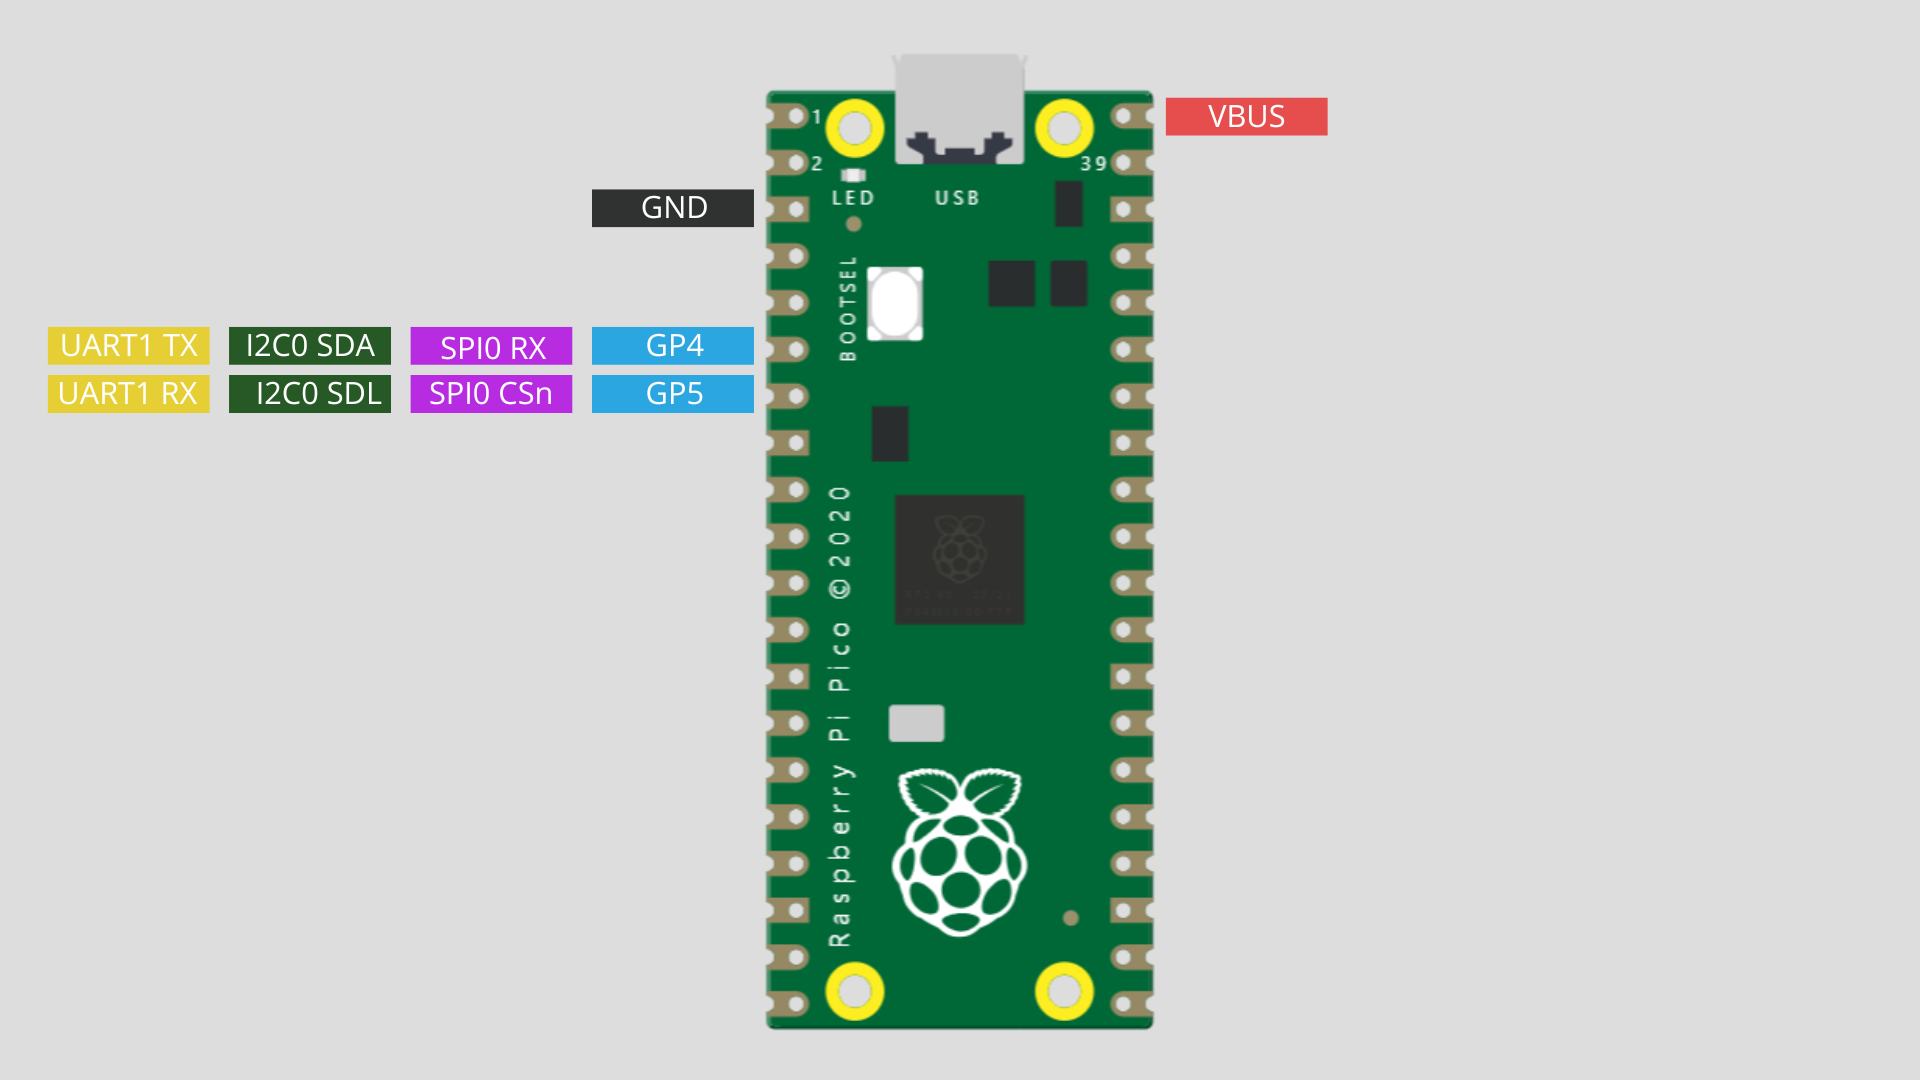 1
VBUS
2
39
LED
USB
GND
BOOTSEL
UART1 TX
I2C0 SDA
SPI0 RX
GP4
UART1 RX
I2C0 SDL
SPI0 CSn
GP5
Raspberry Pi Pico ©2020